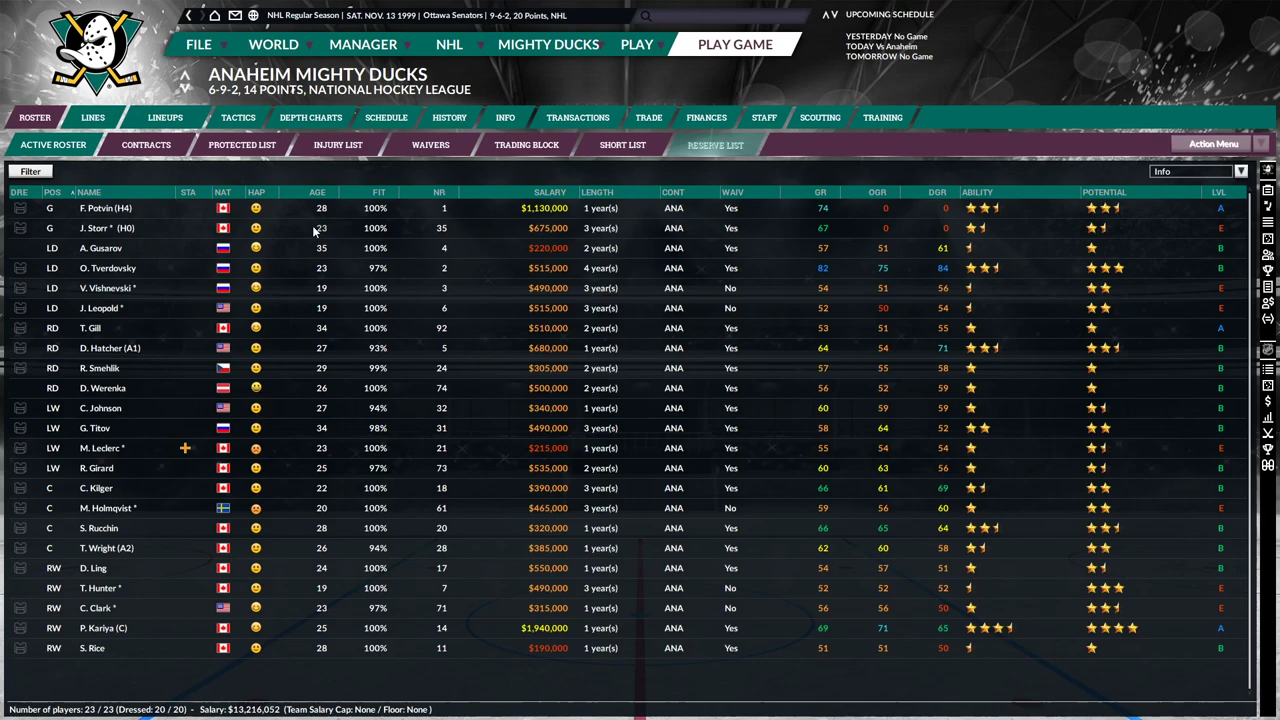 NHL Regular Season | SAT. NOV. 13 1999 | Ottawa Senators | 9-6-2, 20 Points, NHL
UPCOMING SCHEDULE
YESTERDAY No Game
TODAY Vs Anaheim
TOMORROW No Game
FILE WORLD MANAGER NHL MIGHTY DUCKS PLAY PLAY GAME
ANAHEIM MIGHTY DUCKS
6-9-2, 14 POINTS, NATIONAL HOCKEY LEAGUE
ROSTER LINES LINEUPS TACTICS DEPTH CHARTS SCHEDULE HISTORY INFO TRANSACTIONS TRADE FINANCES STAFF SCOUTING TRAINING
ACTIVE ROSTER CONTRACTS PROTECTED LIST INJURY LIST WAIVERS TRADING BLOCK SHORT LIST RESERVE LIST Action Menu
Filter Info
DRE POS NAME STA NAT HAP AGE FIT NR SALARY LENGTH CONT WAIV GR OGR DGR ABILITY POTENTIAL LVL
G F. Potvin (H4) 28 100% 1 $1,130,000 1 year(s) ANA Yes 74 0 0 A
G J. Storr * (H0) 23 100% 35 $675,000 3 year(s) ANA Yes 67 0 0 E
LD A. Gusarov 35 100% 4 $220,000 2 year(s) ANA Yes 57 51 61 B
LD O. Tverdovsky 23 97% 2 $515,000 4 year(s) ANA Yes 82 75 84 B
LD V. Vishnevski * 19 100% 3 $490,000 3 year(s) ANA No 54 51 56 E
LD J. Leopold * 19 100% 6 $515,000 3 year(s) ANA No 52 50 54 E
RD T. Gill 34 100% 92 $510,000 2 year(s) ANA Yes 53 51 55 A
RD D. Hatcher (A1) 27 93% 5 $680,000 1 year(s) ANA Yes 64 54 71 B
RD R. Smehlik 29 99% 24 $305,000 2 year(s) ANA Yes 57 55 58 B
RD D. Werenka 26 100% 74 $500,000 2 year(s) ANA Yes 56 52 59 B
LW C. Johnson 27 94% 32 $340,000 1 year(s) ANA Yes 60 59 59 B
LW G. Titov 34 98% 31 $490,000 3 year(s) ANA Yes 58 64 52 B
LW M. Leclerc * 23 100% 21 $215,000 1 year(s) ANA Yes 55 54 54 E
LW R. Girard 25 97% 73 $535,000 2 year(s) ANA Yes 60 63 56 B
C C. Kilger 22 100% 18 $390,000 3 year(s) ANA Yes 66 61 69 B
C M. Holmqvist * 20 100% 61 $465,000 3 year(s) ANA No 59 56 60 E
C S. Rucchin 28 100% 20 $320,000 1 year(s) ANA Yes 66 65 64 B
C T. Wright (A2) 26 94% 28 $385,000 1 year(s) ANA Yes 62 60 58 B
RW D. Ling 24 100% 17 $550,000 1 year(s) ANA Yes 54 57 51 B
RW T. Hunter * 19 100% 7 $490,000 3 year(s) ANA No 52 52 52 E
RW C. Clark * 23 97% 71 $315,000 1 year(s) ANA No 56 56 50 E
RW P. Kariya (C) 25 100% 14 $1,940,000 1 year(s) ANA Yes 69 71 65 A
RW S. Rice 28 100% 11 $190,000 1 year(s) ANA Yes 51 51 50 B
Number of players: 23 / 23 (Dressed: 20 / 20) - Salary: $13,216,052 (Team Salary Cap: None / Floor: None )